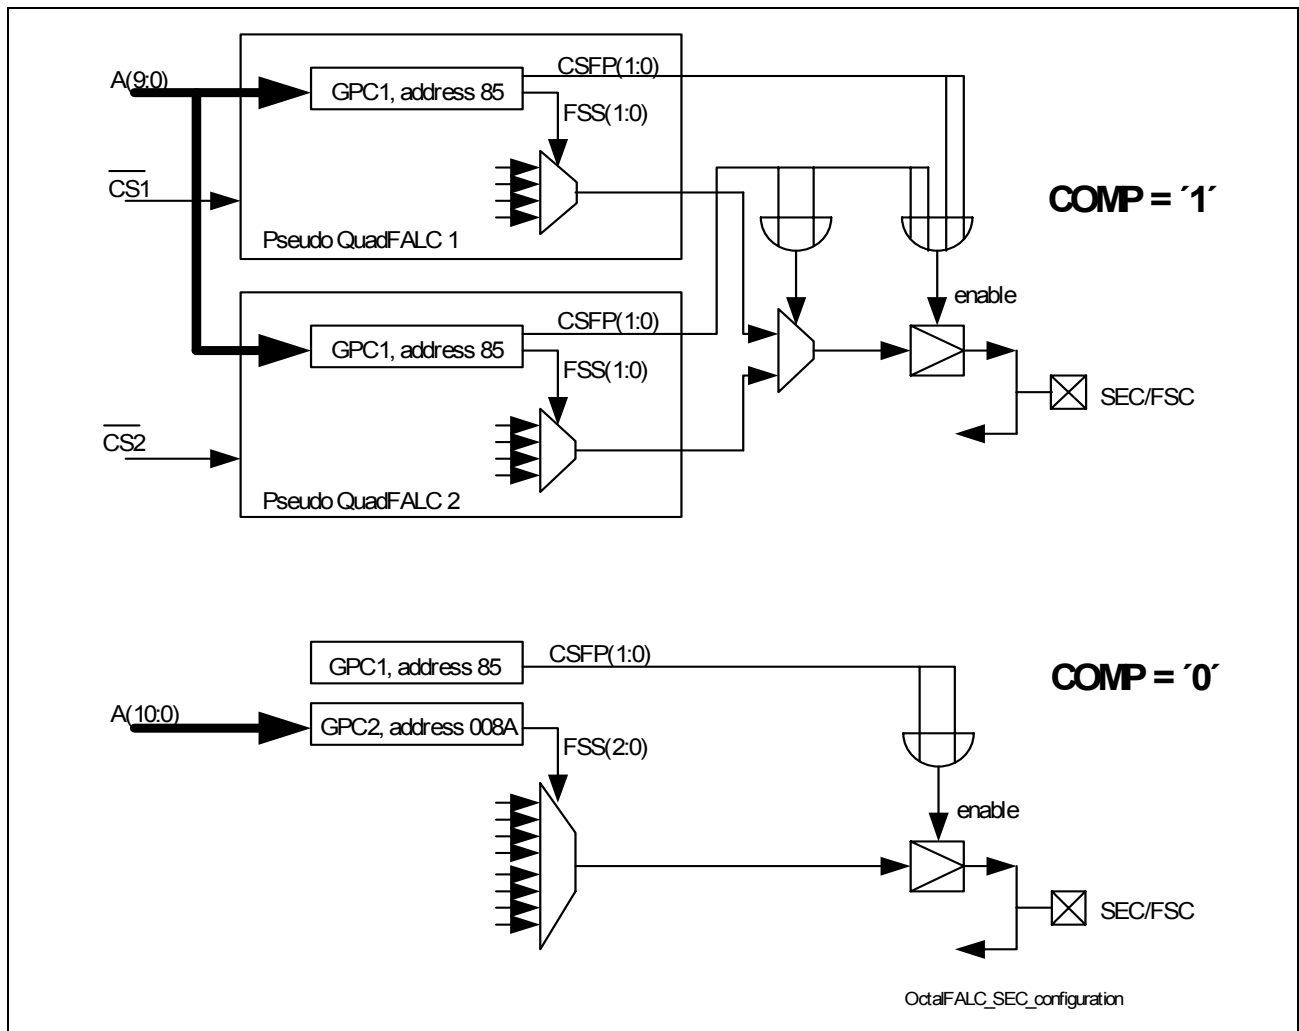 CSFP(1:0)
A(9:0)
GPC1, address 85
FSS(1:0)
CS1
COMP = ´1´
Pseudo QuadFALC 1
enable
CSFP(1:0)
GPC1, address 85
FSS(1:0)
SEC/FSC
CS2
Pseudo QuadFALC 2
CSFP(1:0)
GPC1, address 85
COMP = ´0´
A(10:0)
GPC2, address 008A
FSS(2:0)
enable
SEC/FSC
OctalFALC_SEC_configuration